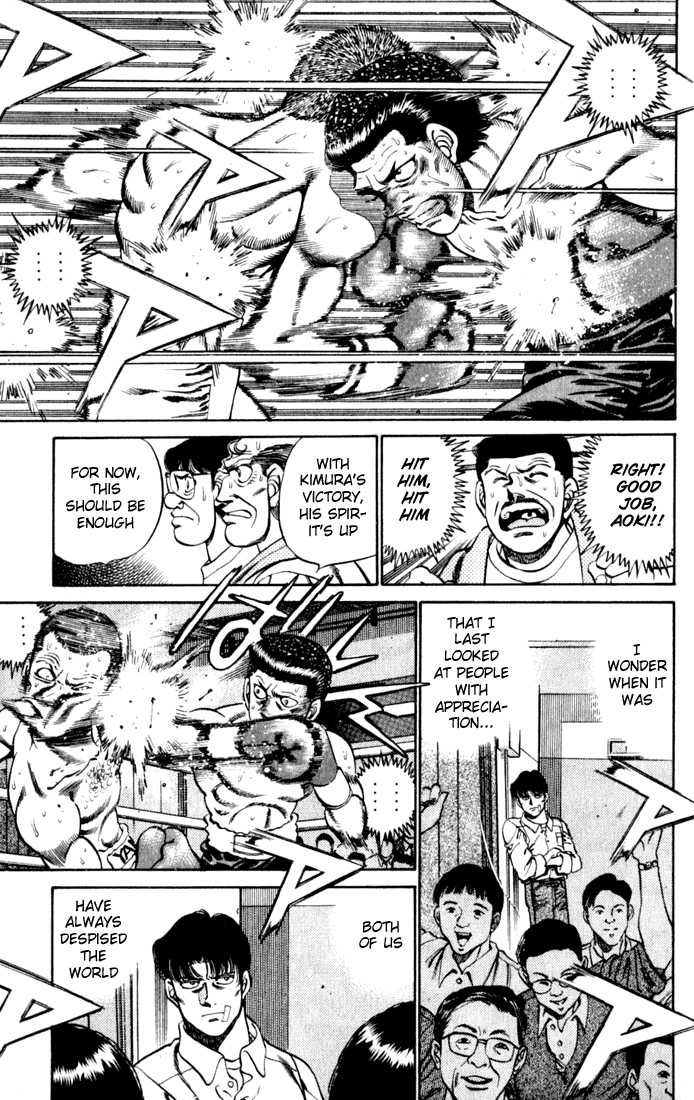 RIGHT!
GOOD
JOB,
AOKI!!
HIT
HIM,
HIT
HIM
WITH
KIMURA'S
VICTORY,
HIS SPIR-
IT'S UP
FOR NOW,
THIS
SHOULD BE
ENOUGH
I
WONDER
WHEN IT
WAS
THAT I
LAST
LOOKED
AT PEOPLE
WITH
APPRECIA-
TION...
BOTH
OF US
HAVE
ALWAYS
DESPISED
THE
WORLD